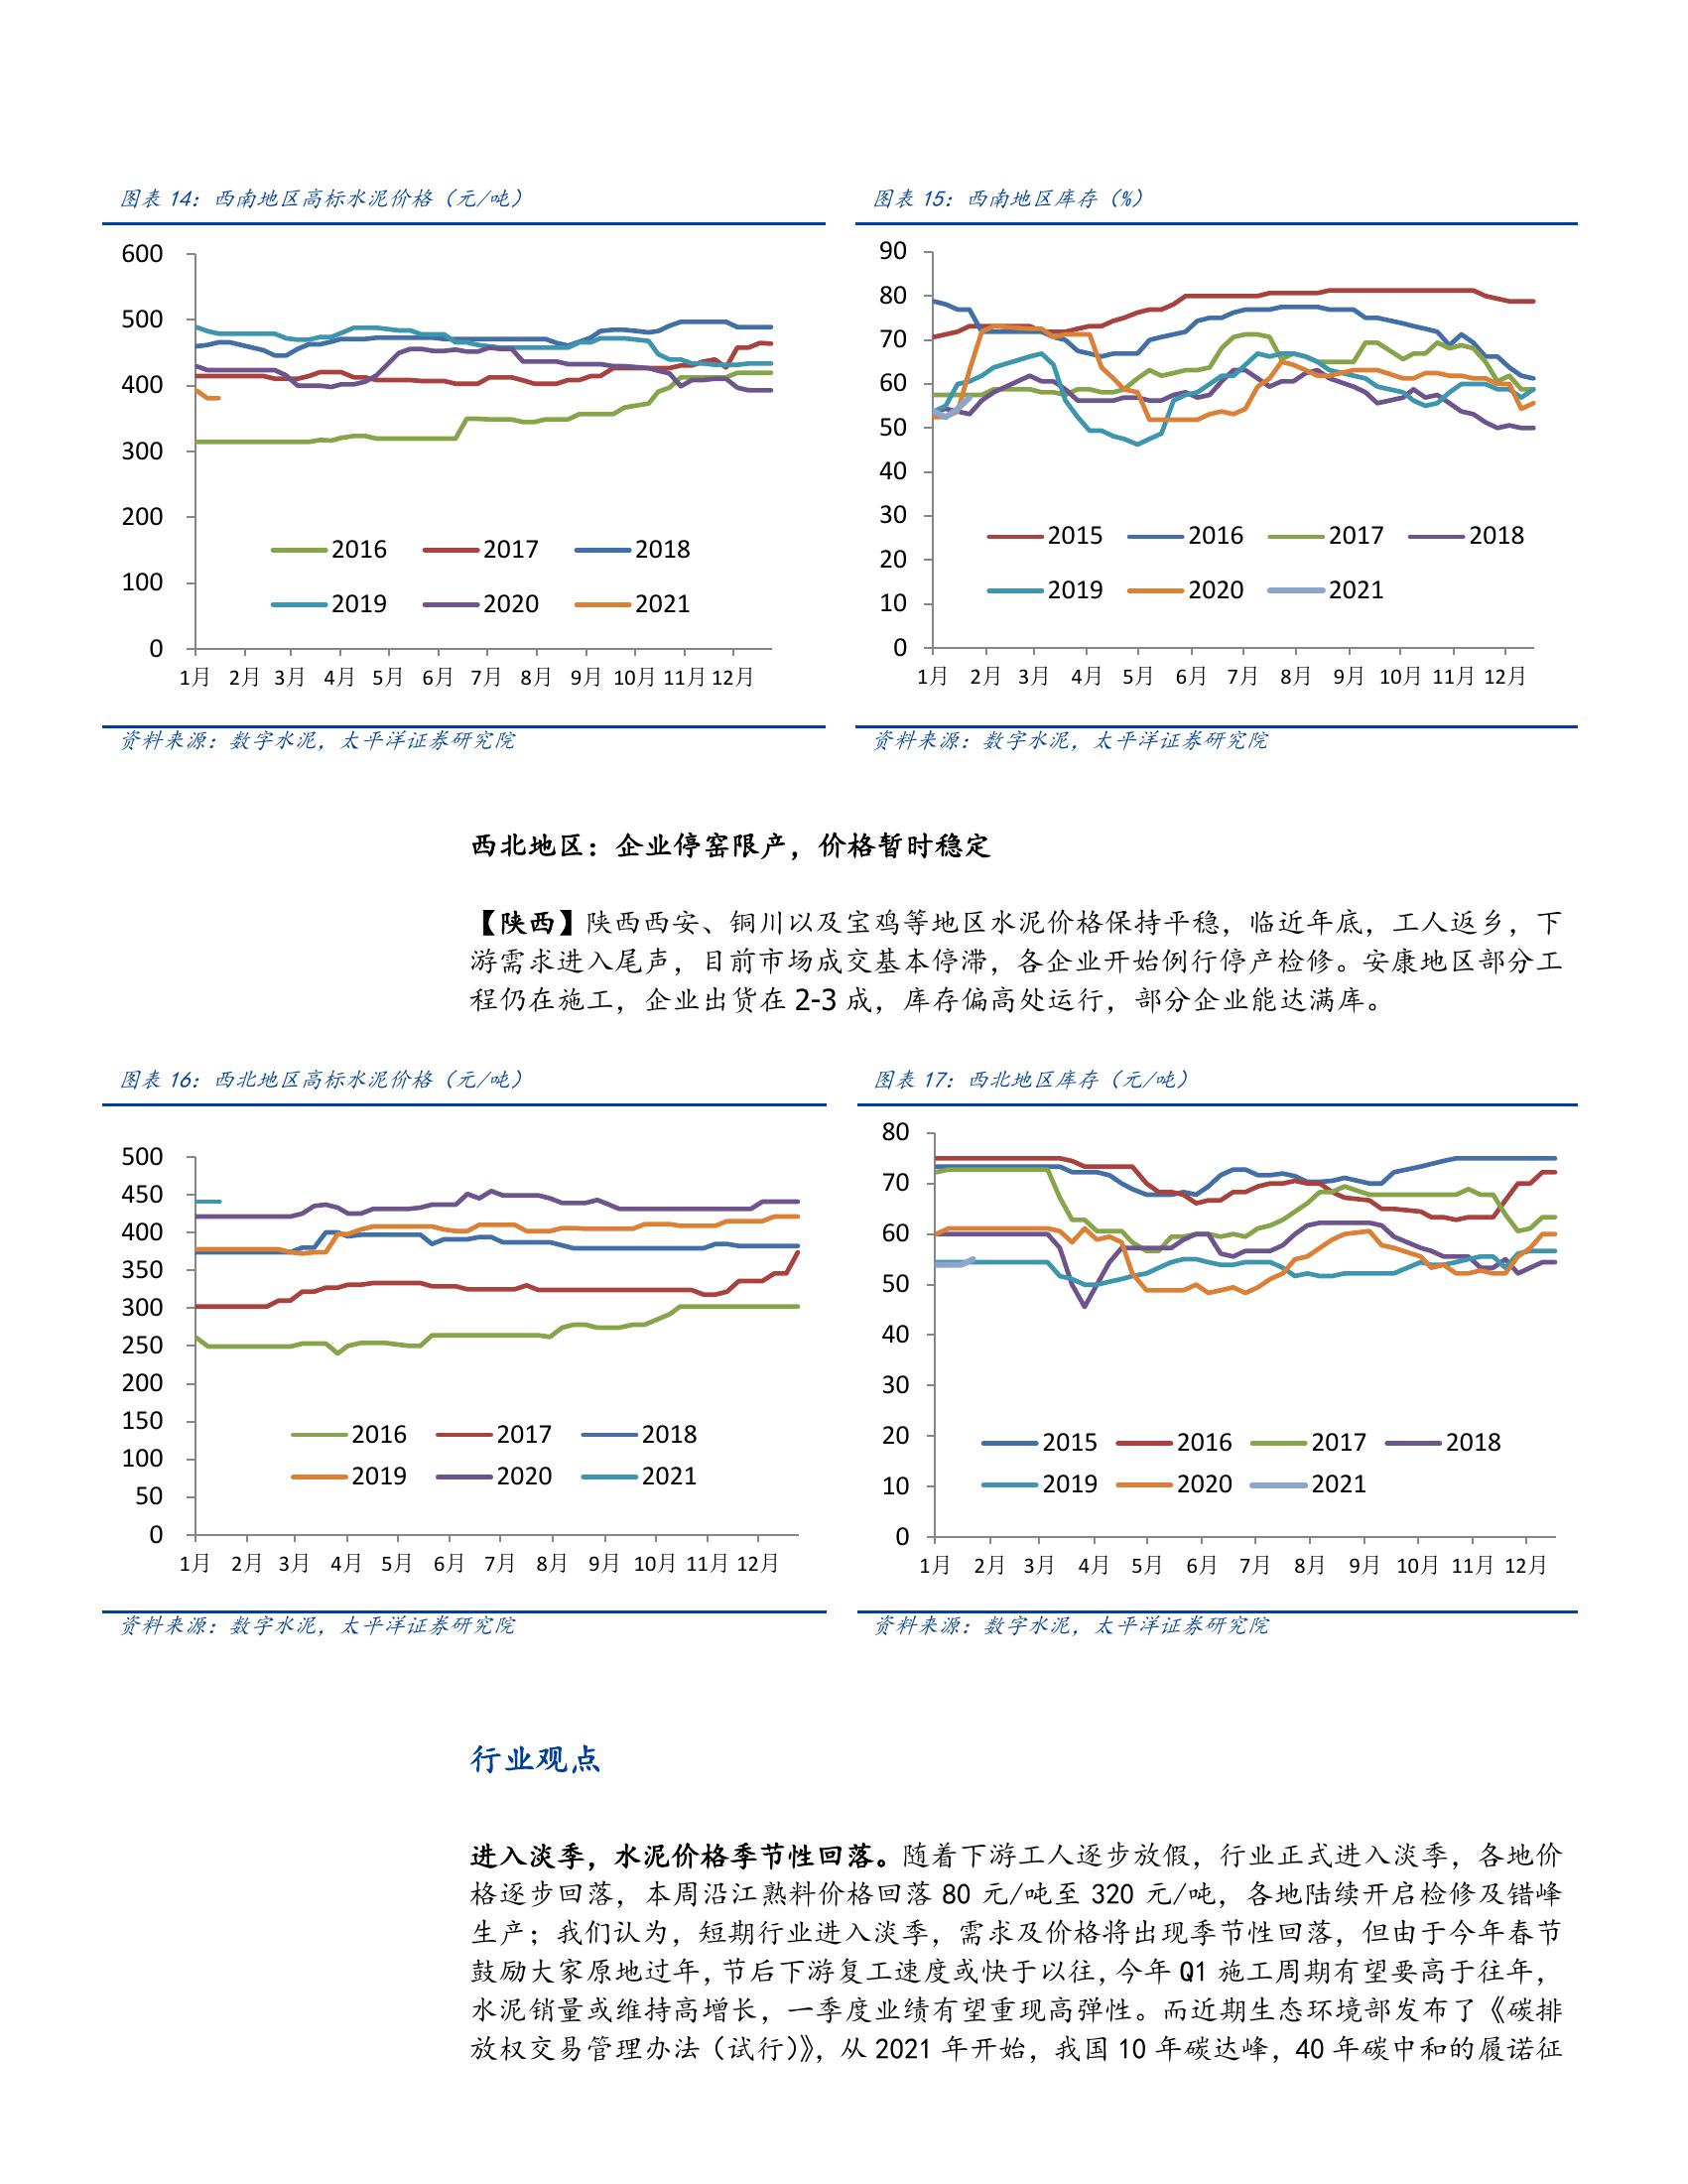 图表 14：西南地区高标水泥价格（元/吨）
600
500
400
300
200
100
0
2016 2017 2018
2019 2020 2021
1月 2月 3月 4月 5月 6月 7月 8月 9月 10月 11月 12月
资料来源：数字水泥，太平洋证券研究院
图表 15：西南地区库存（%）
90
80
70
60
50
40
30
20
10
0
2015 2016 2017 2018
2019 2020 2021
1月 2月 3月 4月 5月 6月 7月 8月 9月 10月 11月 12月
资料来源：数字水泥，太平洋证券研究院
西北地区：企业停窑限产，价格暂时稳定
【陕西】陕西西安、铜川以及宝鸡等地区水泥价格保持平稳，临近年底，工人返乡，下
游需求进入尾声，目前市场成交基本停滞，各企业开始例行停产检修。安康地区部分工
程仍在施工，企业出货在 2-3 成，库存偏高处运行，部分企业能达满库。
图表 16：西北地区高标水泥价格（元/吨）
500
450
400
350
300
250
200
150
100
50
0
2016 2017 2018
2019 2020 2021
1月 2月 3月 4月 5月 6月 7月 8月 9月 10月 11月 12月
资料来源：数字水泥，太平洋证券研究院
图表 17：西北地区库存（元/吨）
80
70
60
50
40
30
20
10
0
2015 2016 2017 2018
2019 2020 2021
1月 2月 3月 4月 5月 6月 7月 8月 9月 10月 11月 12月
资料来源：数字水泥，太平洋证券研究院
行业观点
进入淡季，水泥价格季节性回落。随着下游工人逐步放假，行业正式进入淡季，各地价
格逐步回落，本周沿江熟料价格回落 80 元/吨至 320 元/吨，各地陆续开启检修及错峰
生产；我们认为，短期行业进入淡季，需求及价格将出现季节性回落，但由于今年春节
鼓励大家原地过年，节后下游复工速度或快于以往，今年 Q1 施工周期有望要高于往年，
水泥销量或维持高增长，一季度业绩有望重现高弹性。而近期生态环境部发布了《碳排
放权交易管理办法（试行）》，从 2021 年开始，我国 10 年碳达峰，40 年碳中和的履诺征